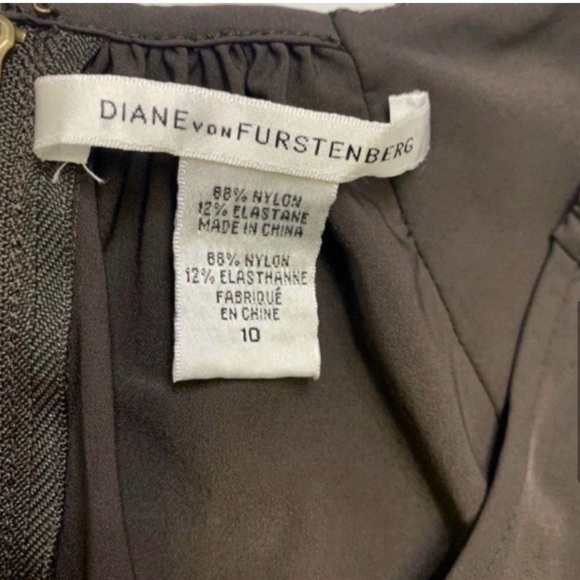 DIANE VON FURSTENBERG
88% NYLON
12% ELASTANE
MADE IN CHINA
88% NYLON
12% ELASTHANNE
FABRIQUÉ
EN CHINE
10